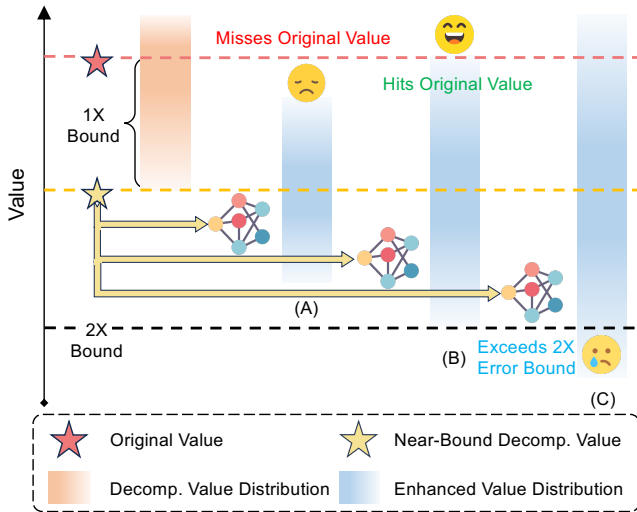 Misses Original Value
Hits Original Value
1X
Bound
Value
(A)
2X
Bound
(B)
Exceeds 2X
Error Bound
(C)
Original Value
Near-Bound Decomp. Value
Decomp. Value Distribution
Enhanced Value Distribution